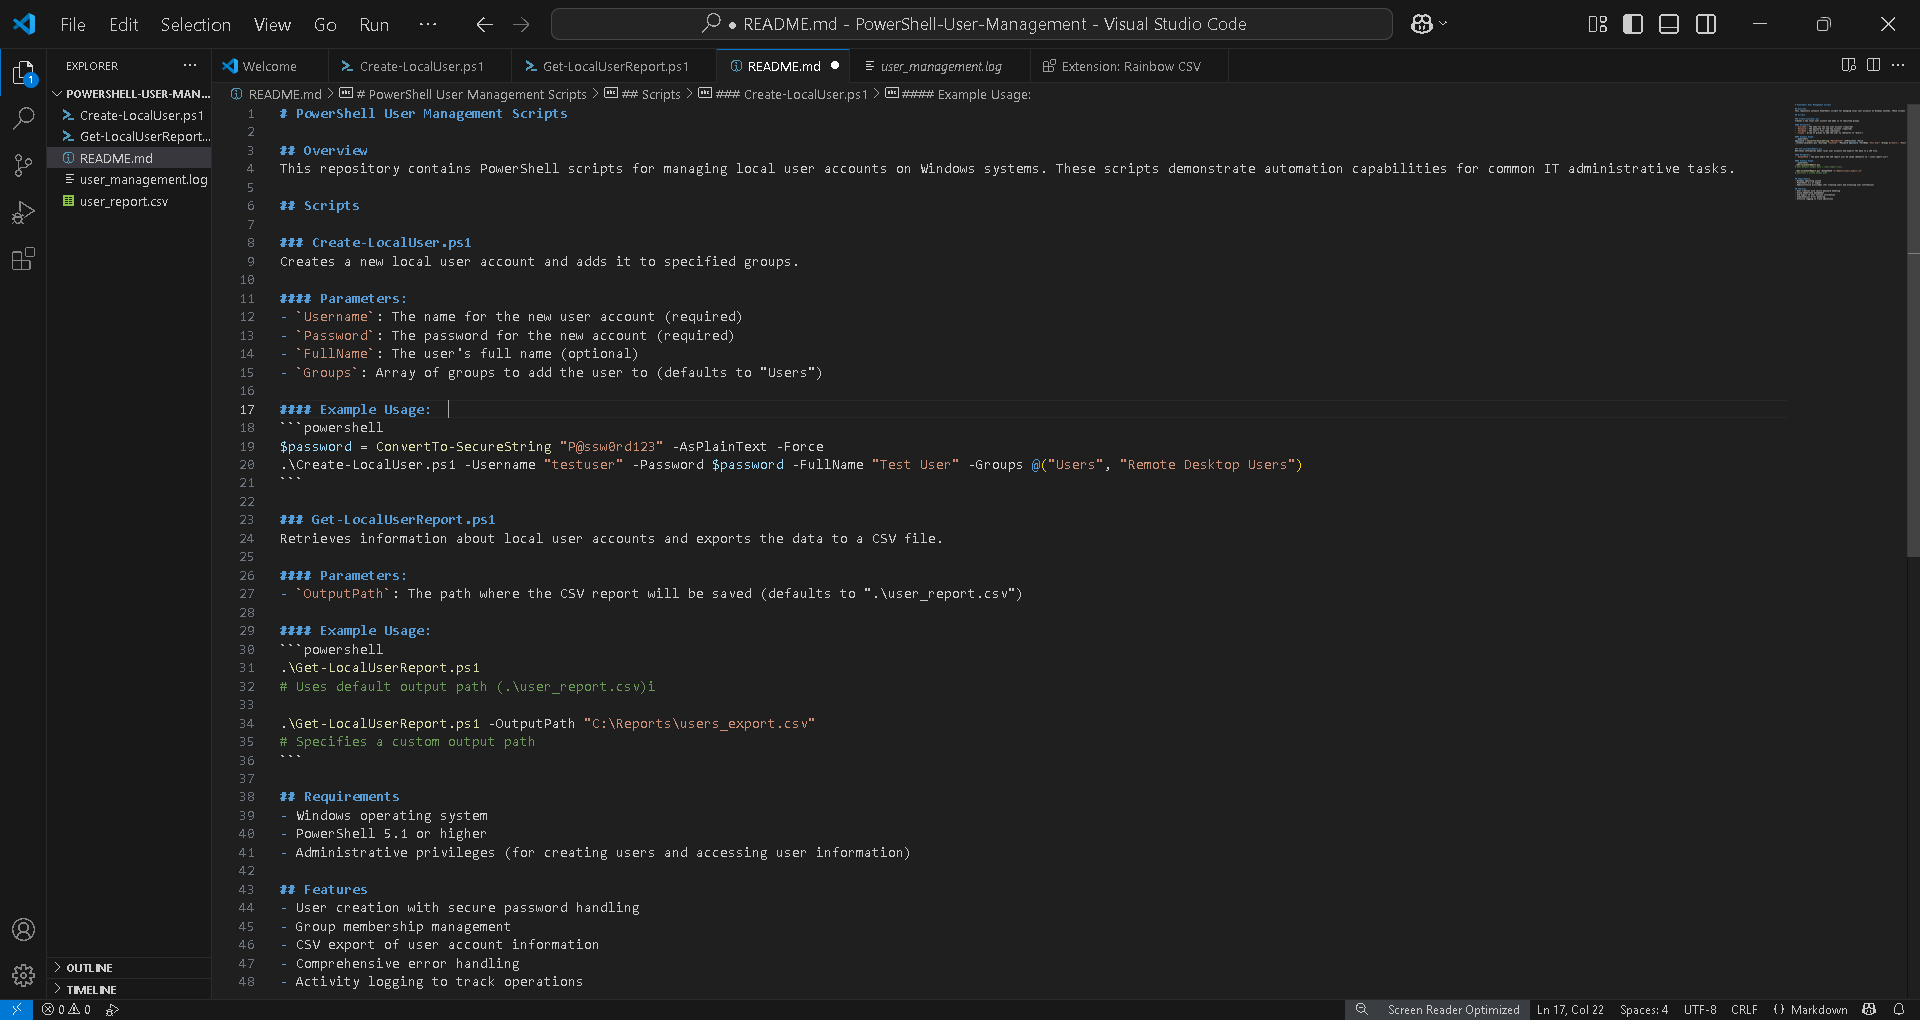 File Edit Selection View Go Run ··· README.md - PowerShell-User-Management - Visual Studio Code
EXPLORER ···
Welcome Create-LocalUser.ps1 Get-LocalUserReport.ps1 README.md user_management.log Extension: Rainbow CSV
1
POWERSHELL-USER-MAN...
Create-LocalUser.ps1
Get-LocalUserReport...
README.md
user_management.log
user_report.csv
OUTLINE
TIMELINE
README.md > # PowerShell User Management Scripts > ## Scripts > ### Create-LocalUser.ps1 > #### Example Usage:
1 # PowerShell User Management Scripts
2
3 ## Overview
4 This repository contains PowerShell scripts for managing local user accounts on Windows systems. These scripts demonstrate automation capabilities for common IT administrative tasks.
5
6 ## Scripts
7
8 ### Create-LocalUser.ps1
9 Creates a new local user account and adds it to specified groups.
10
11 #### Parameters:
12 - `Username`: The name for the new user account (required)
13 - `Password`: The password for the new account (required)
14 - `FullName`: The user's full name (optional)
15 - `Groups`: Array of groups to add the user to (defaults to "Users")
16
17 #### Example Usage:
18 ```powershell
19 $password = ConvertTo-SecureString "P@ssw0rd123" -AsPlainText -Force
20 .\Create-LocalUser.ps1 -Username "testuser" -Password $password -FullName "Test User" -Groups @("Users", "Remote Desktop Users")
21 ```
22
23 ### Get-LocalUserReport.ps1
24 Retrieves information about local user accounts and exports the data to a CSV file.
25
26 #### Parameters:
27 - `OutputPath`: The path where the CSV report will be saved (defaults to ".\user_report.csv")
28
29 #### Example Usage:
30 ```powershell
31 .\Get-LocalUserReport.ps1
32 # Uses default output path (.\user_report.csv)i
33
34 .\Get-LocalUserReport.ps1 -OutputPath "C:\Reports\users_export.csv"
35 # Specifies a custom output path
36 ```
37
38 ## Requirements
39 - Windows operating system
40 - PowerShell 5.1 or higher
41 - Administrative privileges (for creating users and accessing user information)
42
43 ## Features
44 - User creation with secure password handling
45 - Group membership management
46 - CSV export of user account information
47 - Comprehensive error handling
48 - Activity logging to track operations
0 0 Screen Reader Optimized Ln 17, Col 22 Spaces: 4 UTF-8 CRLF {} Markdown